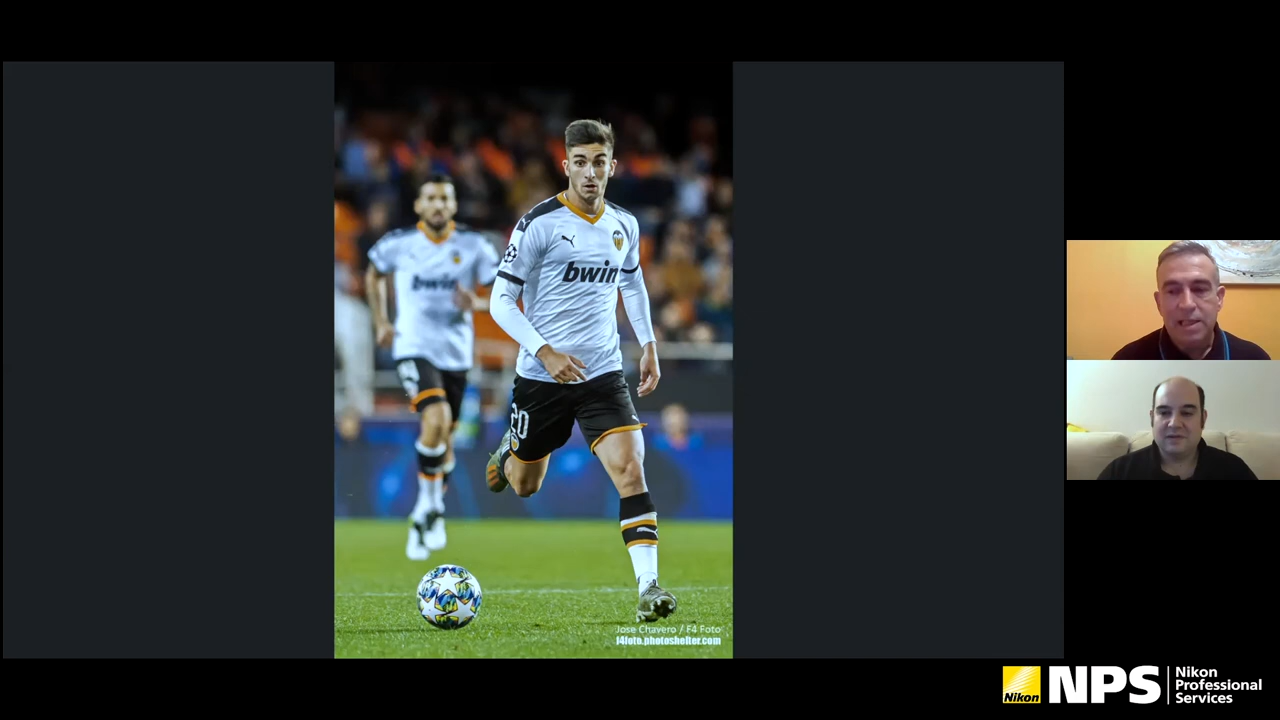 bwin
bwin
20
Jose Chavero / F4 Foto
f4foto.photoshelter.com
Nikon
NPS
Nikon
Professional
Services